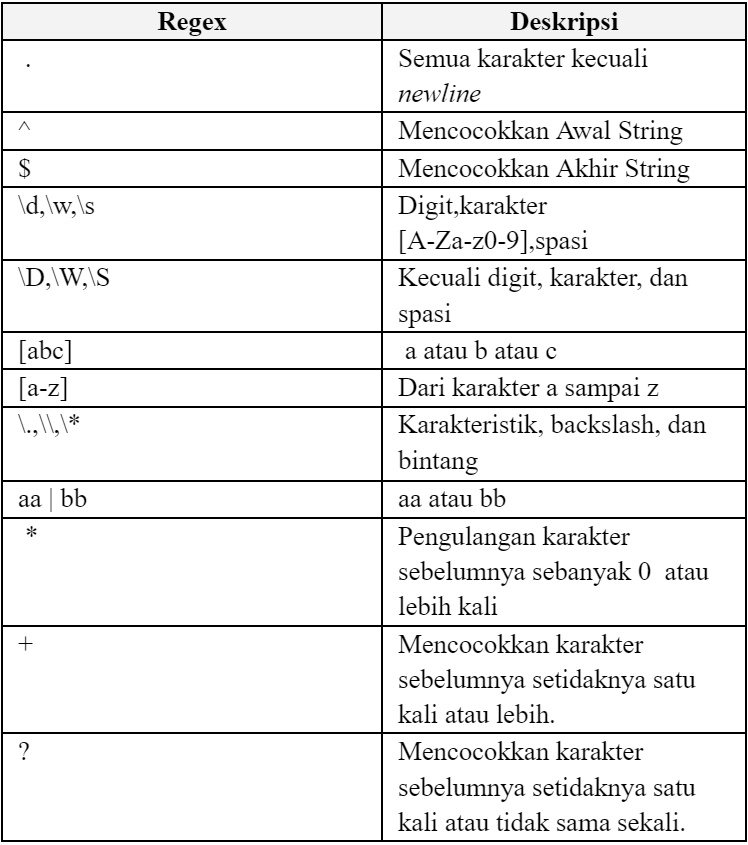 Regex Deskripsi
. Semua karakter kecuali
newline
^ Mencocokkan Awal String
$ Mencocokkan Akhir String
\d,\w,\s Digit,karakter
[A-Za-z0-9],spasi
\D,\W,\S Kecuali digit, karakter, dan
spasi
[abc] a atau b atau c
[a-z] Dari karakter a sampai z
\.,\\,\* Karakteristik, backslash, dan
bintang
aa | bb aa atau bb
* Pengulangan karakter
sebelumnya sebanyak 0 atau
lebih kali
+ Mencocokkan karakter
sebelumnya setidaknya satu
kali atau lebih.
? Mencocokkan karakter
sebelumnya setidaknya satu
kali atau tidak sama sekali.